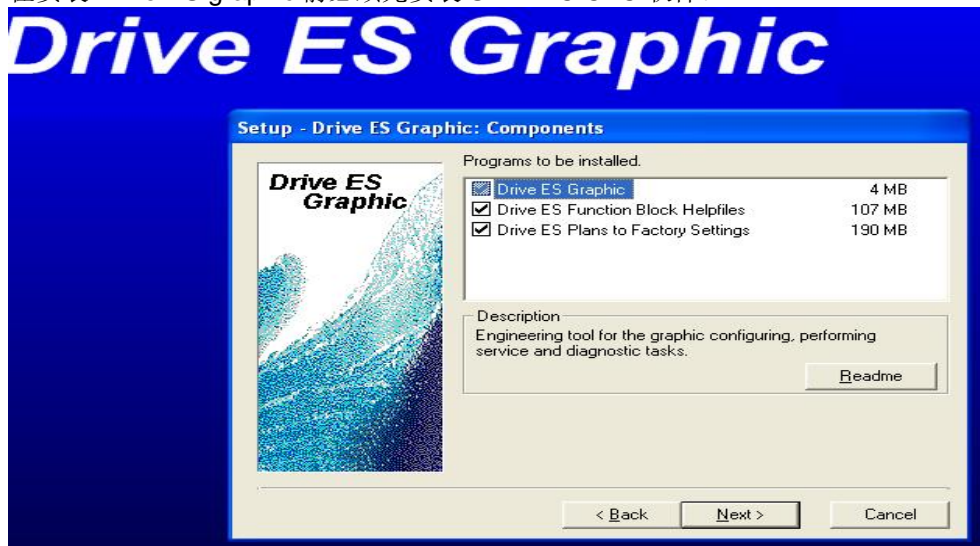 Drive ES Graphic
Setup - Drive ES Graphic: Components
Drive ES
Graphic
Programs to be installed.
Drive ES Graphic 4 MB
Drive ES Function Block Helpfiles 107 MB
Drive ES Plans to Factory Settings 190 MB
Description
Engineering tool for the graphic configuring, performing
service and diagnostic tasks.
Readme
< Back
Next >
Cancel